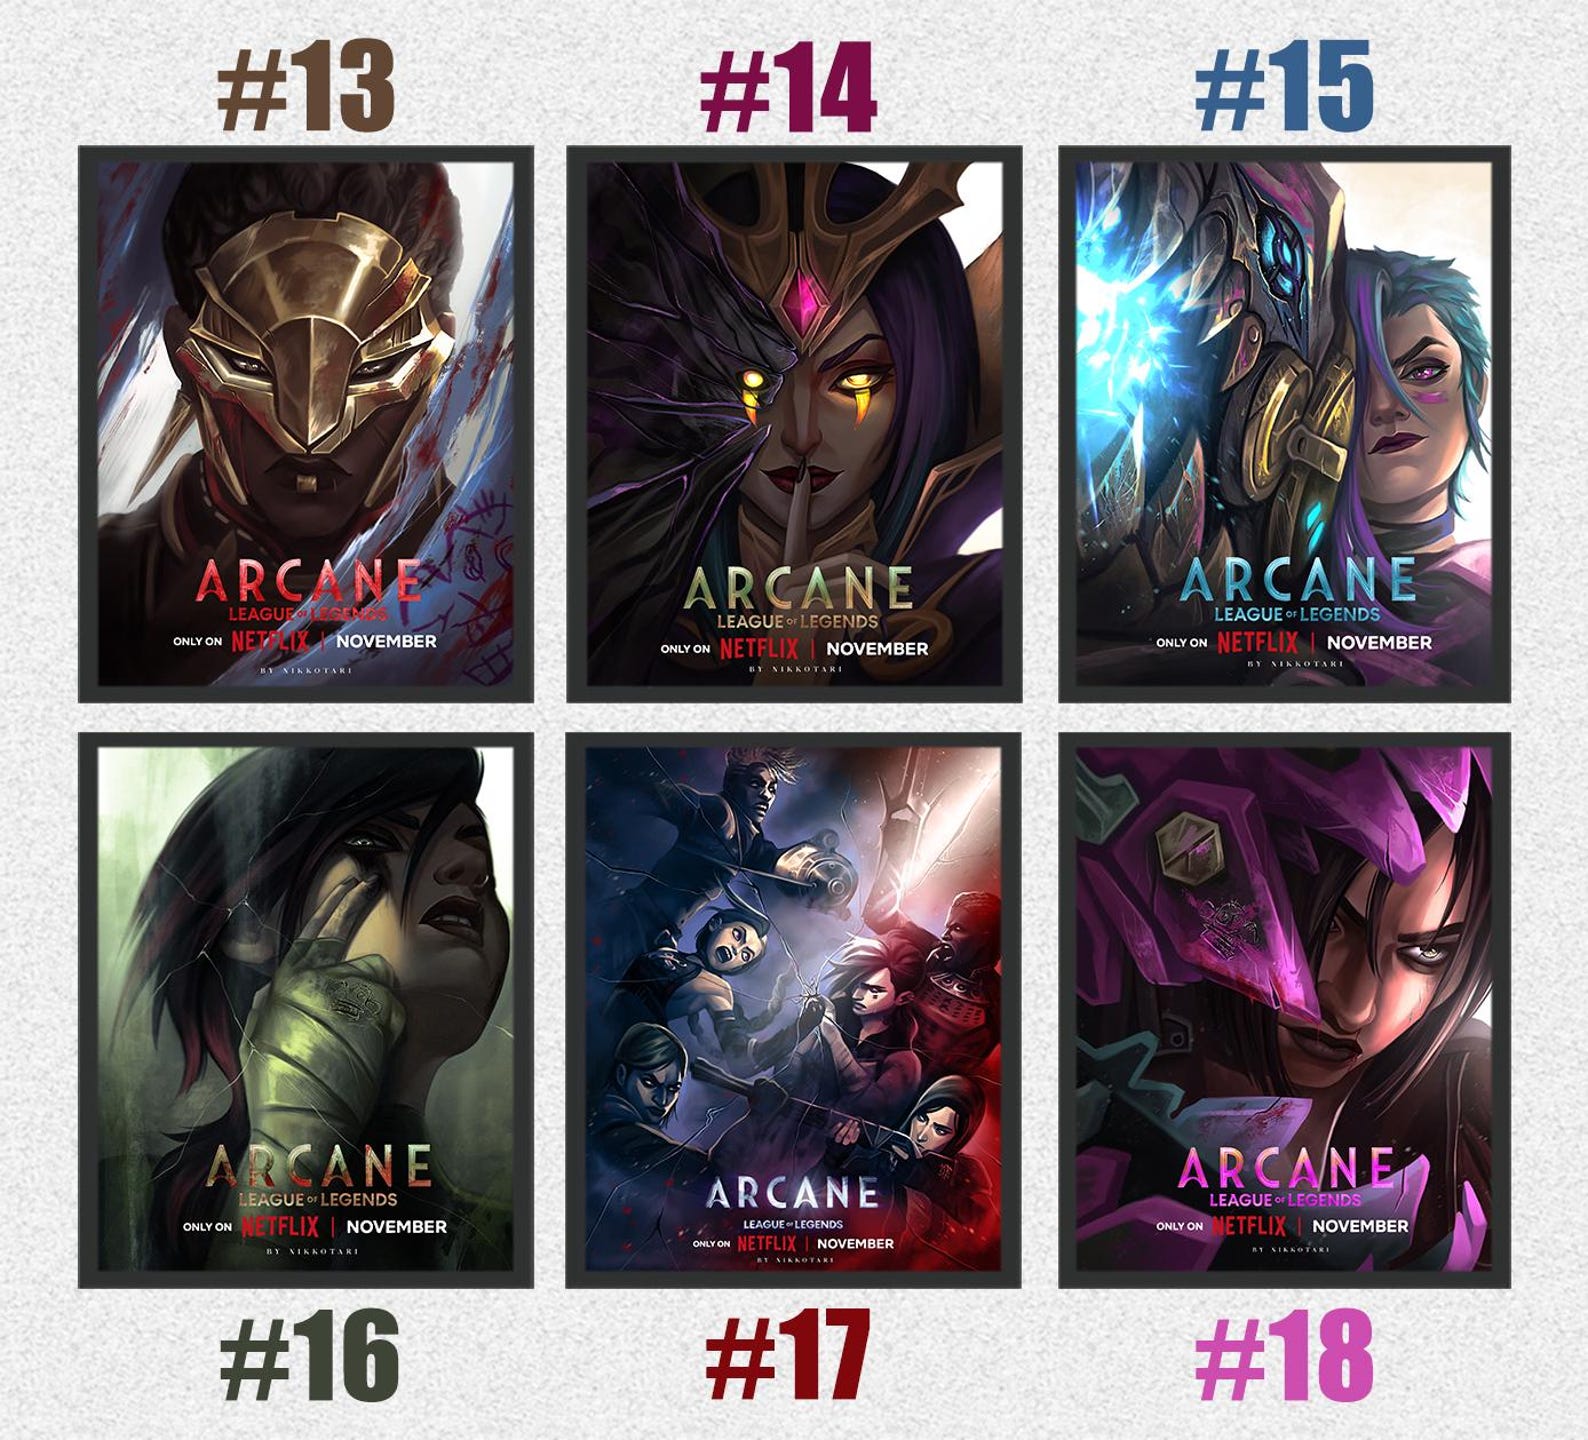 #13
#14
#15
ARCANE
LEAGUE OF LEGENDS
ONLY ON NETFLIX | NOVEMBER
BY NIKKOTARI
ARCANE
LEAGUE OF LEGENDS
ONLY ON NETFLIX | NOVEMBER
BY NIKKOTARI
ARCANE
LEAGUE OF LEGENDS
ONLY ON NETFLIX | NOVEMBER
BY NIKKOTARI
ARCANE
LEAGUE OF LEGENDS
ONLY ON NETFLIX | NOVEMBER
BY NIKKOTARI
ARCANE
LEAGUE OF LEGENDS
ONLY ON NETFLIX | NOVEMBER
BY NIKKOTARI
ARCANE
LEAGUE OF LEGENDS
ONLY ON NETFLIX | NOVEMBER
BY NIKKOTARI
#16
#17
#18